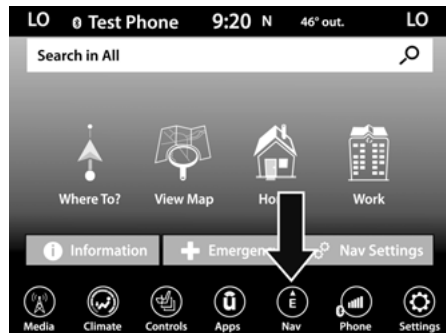 LO Test Phone 9:20 N 46° out. LO
Search in All
Where To? View Map Work
Information Nav Settings
Media Climate Controls Apps Nav Phone Settings